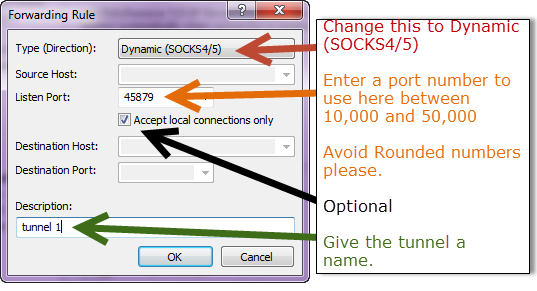 Forwarding Rule
Type (Direction):
Dynamic (SOCKS4/5)
Source Host:
Listen Port:
45879
Accept local connections only
Destination Host:
Destination Port:
Description:
tunnel 1
OK
Cancel
Change this to Dynamic
(SOCKS4/5)
Enter a port number to
use here between
10,000 and 50,000
Avoid Rounded numbers
please.
Optional
Give the tunnel a
name.